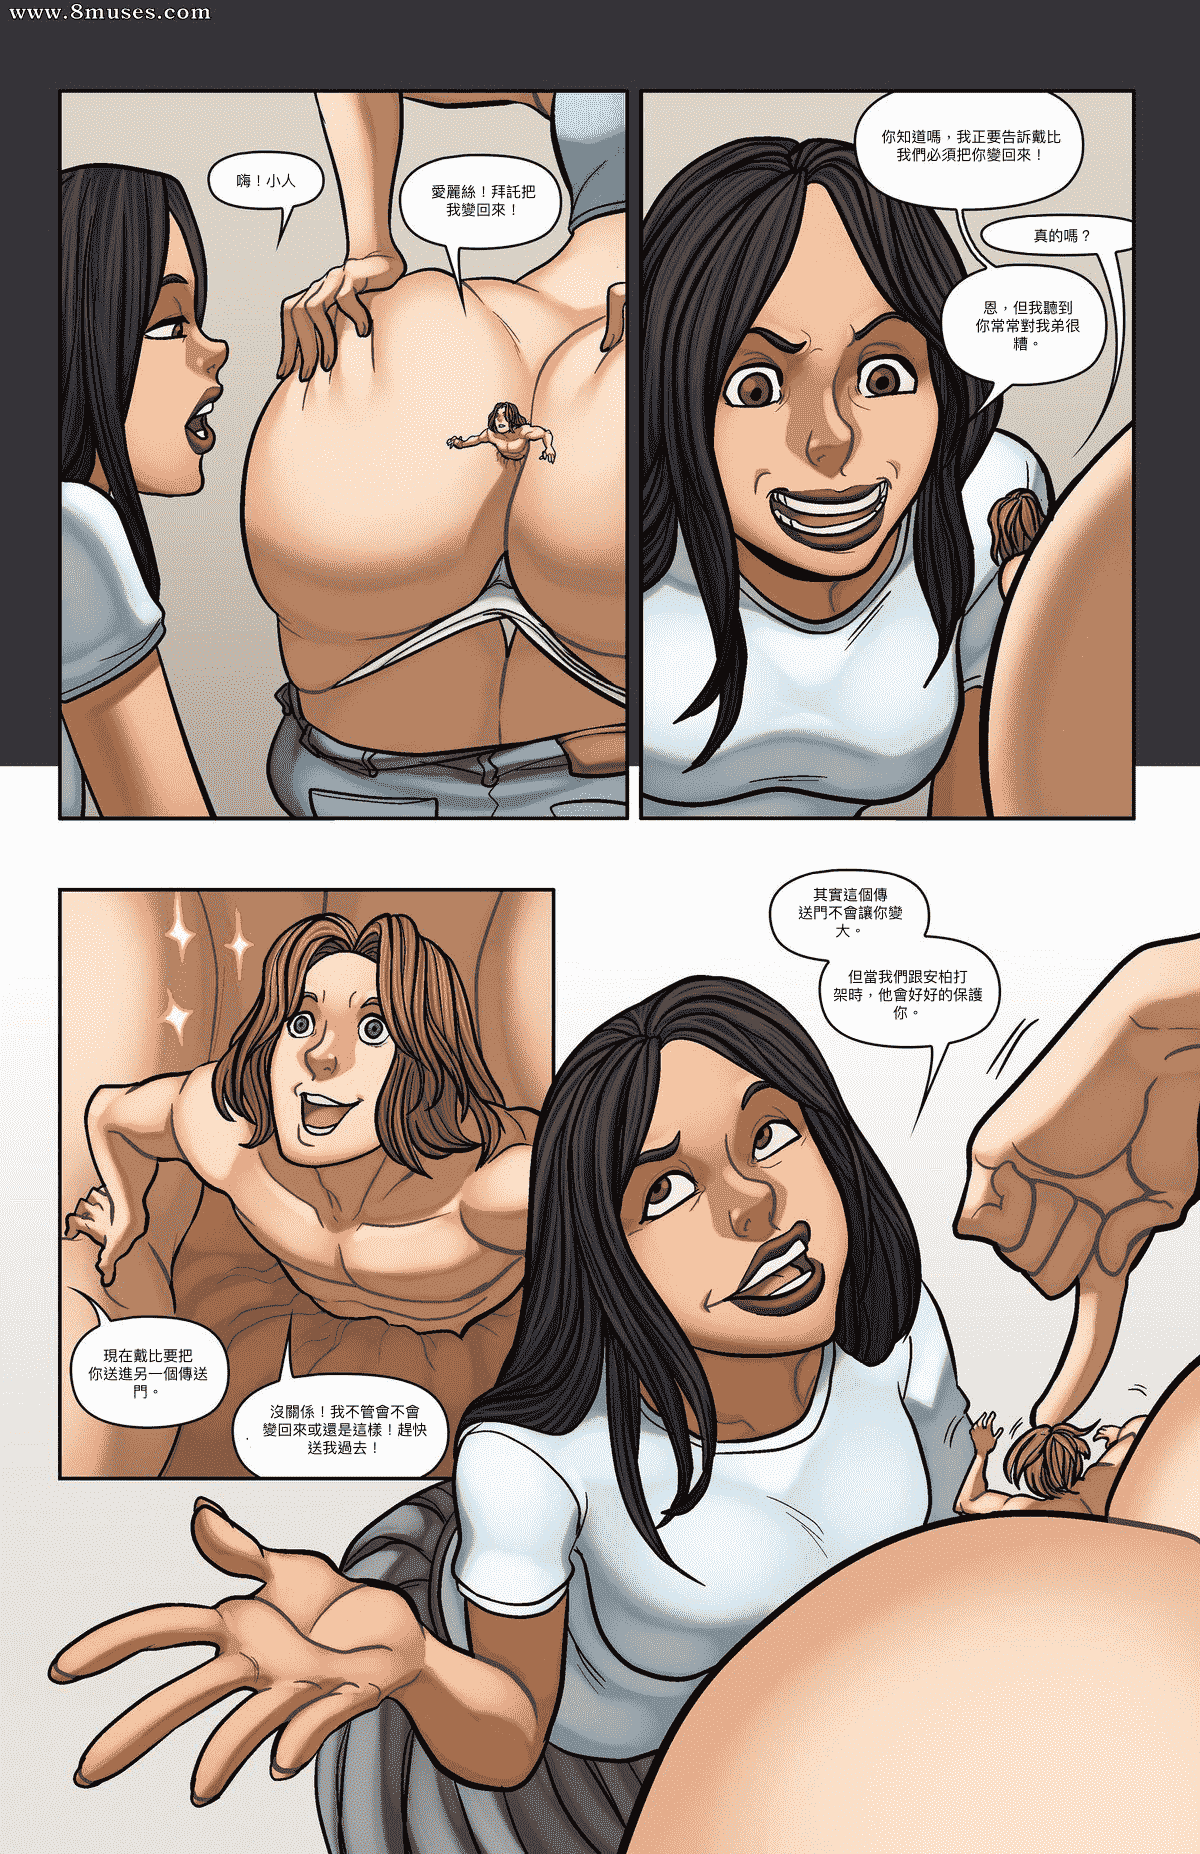 www.8muses.com
嗨！小人
愛麗絲！拜託把
我變回來！
你知道嗎，我正要告訴戴比
我們必須把你變回來！
真的嗎？
恩，但我聽到
你常常對我弟很
糟。
現在戴比要把
你送進另一個傳送
門。
沒關係！我不管會不會
變回來或還是這樣！趕快
送我過去！
其實這個傳
送門不會讓你變
大。
但當我們跟安柏打
架時，他會好好的保護
你。